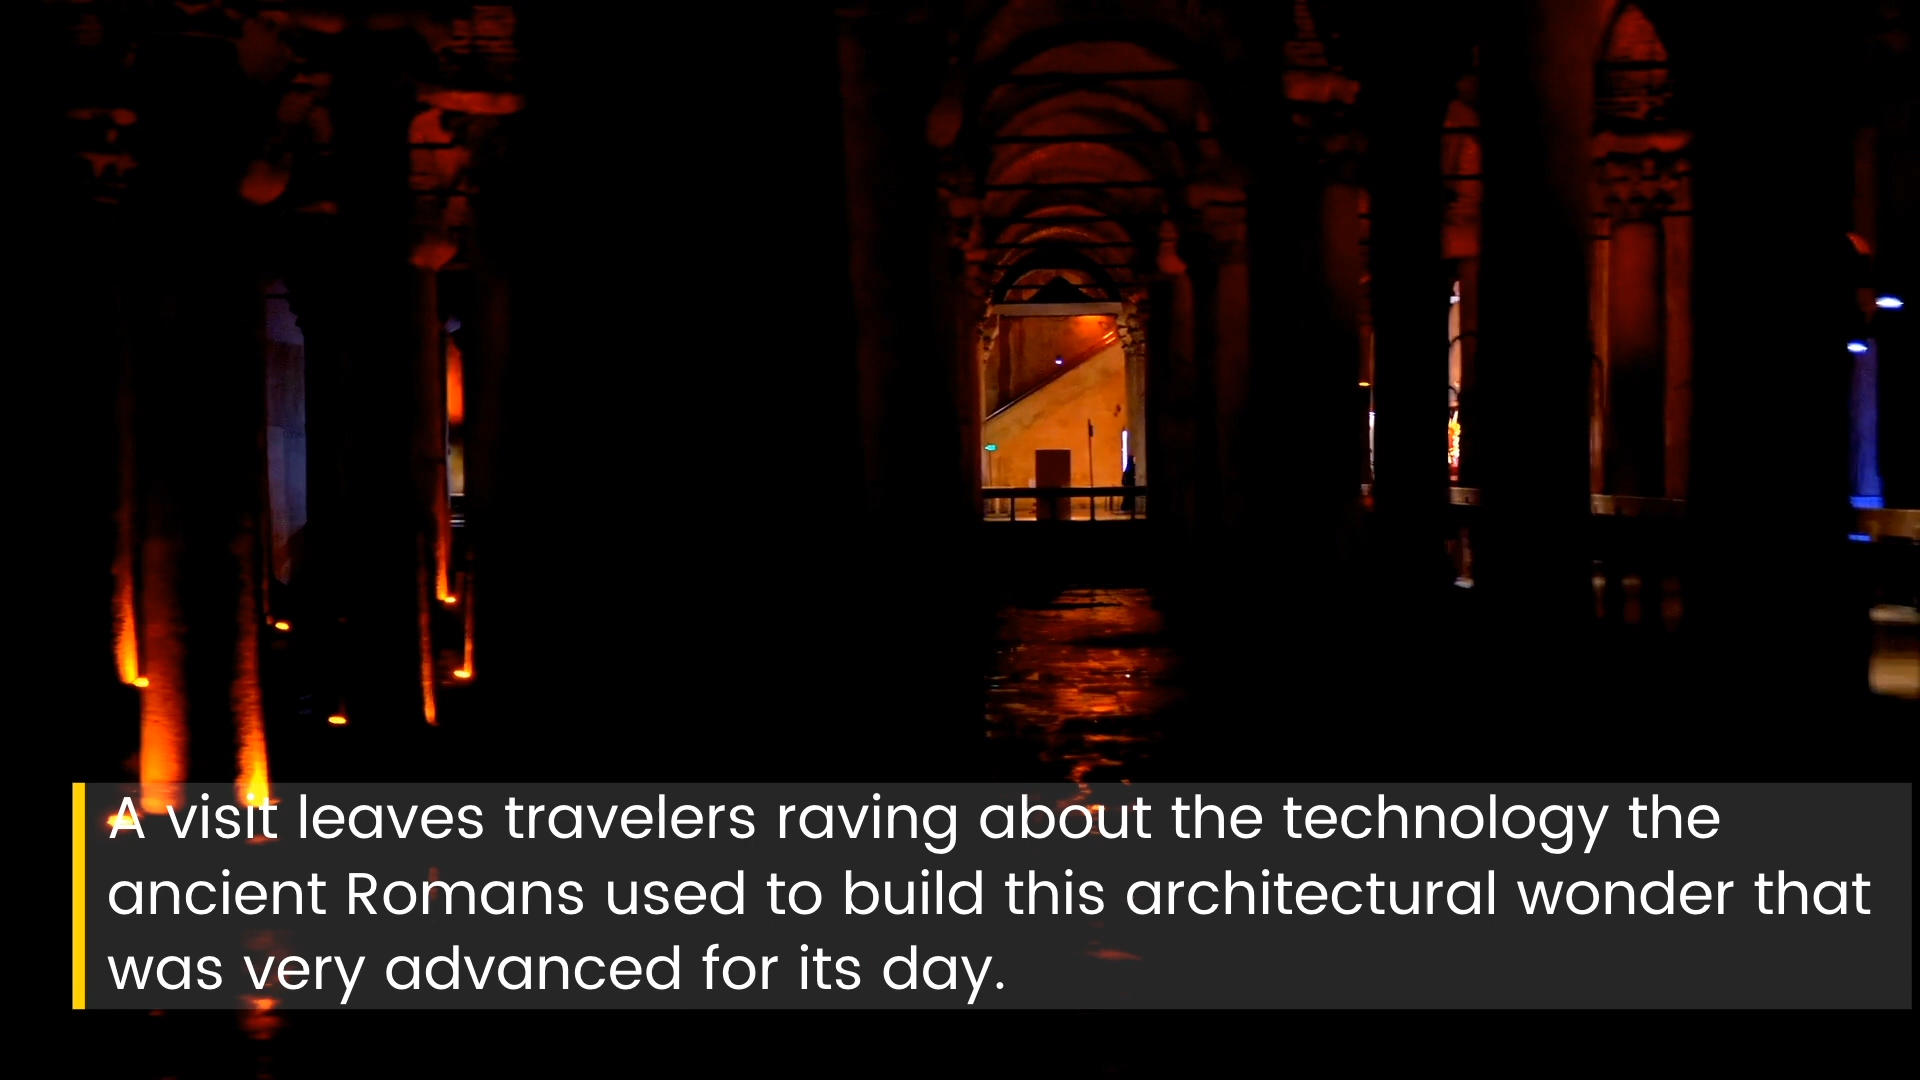 A visit leaves travelers raving about the technology the
ancient Romans used to build this architectural wonder that
was very advanced for its day.